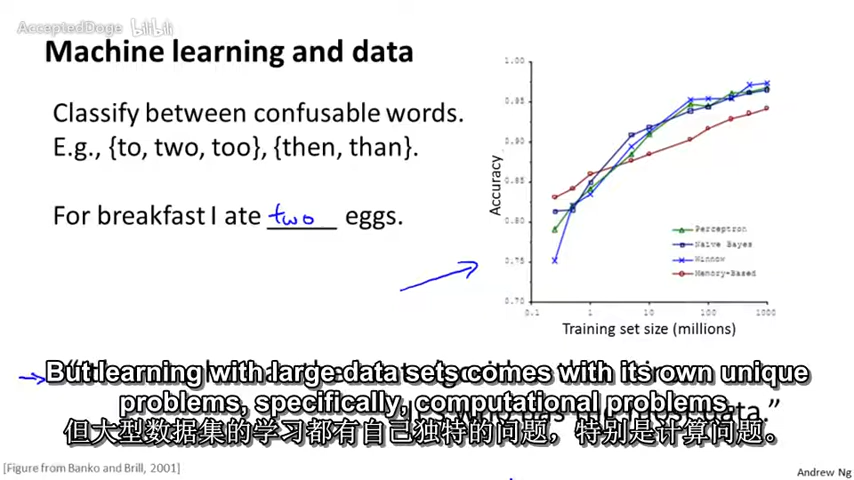 AcceptedDoge bilibili
Machine learning and data
Classify between confusable words.
E.g., {to, two, too}, {then, than}.
For breakfast I ate two eggs.
1.00
0.95
0.90
0.85
0.80
0.75
0.70
Accuracy
Perceptron
Naive Bayes
Winnow
Memory-Based
0.1 1 10 100 1000
Training set size (millions)
But learning with large data sets comes with its own unique
problems, specifically, computational problems.
data."
但大型数据集的学习都有自己独特的问题，特别是计算问题。
[Figure from Banko and Brill, 2001]
Andrew Ng